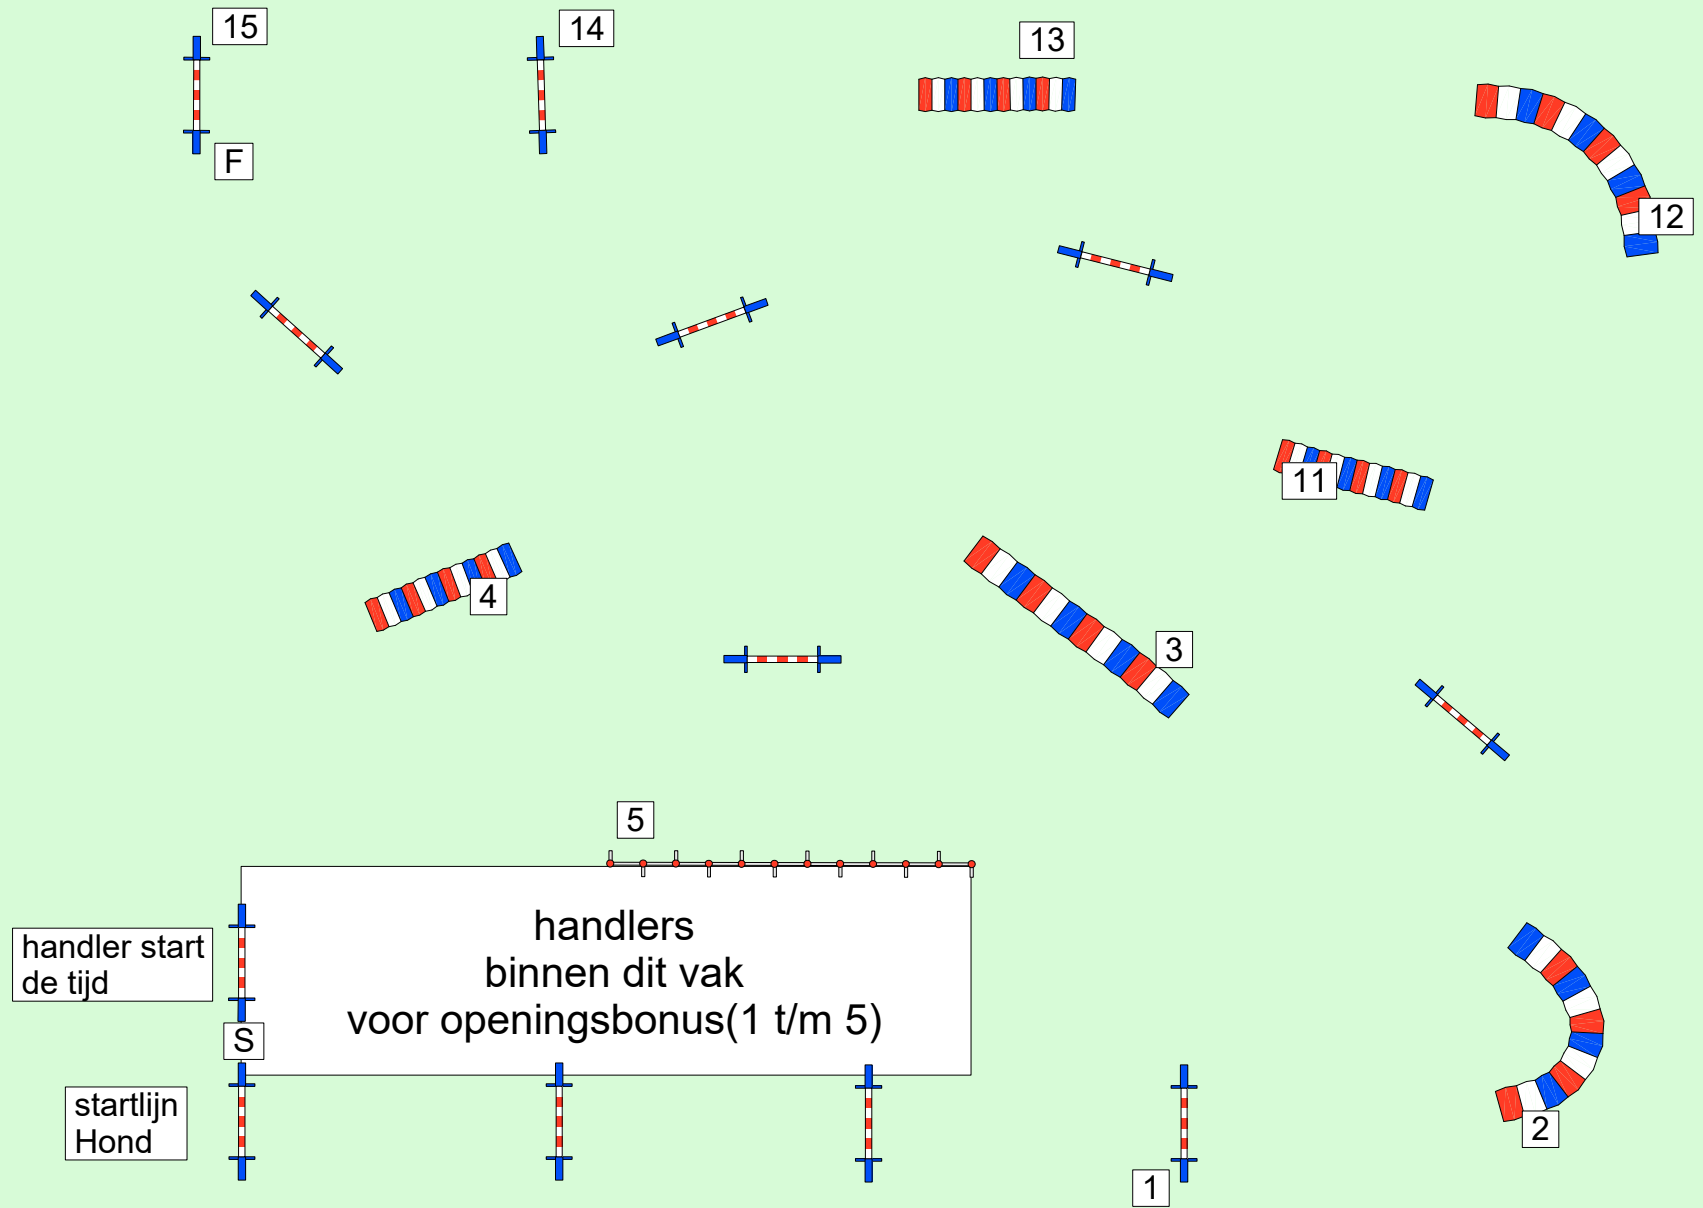 15
14
13
F
12
11
4
3
5
handler start
de tijd
handlers
binnen dit vak
voor openingsbonus(1 t/m 5)
S
startlijn
Hond
2
1